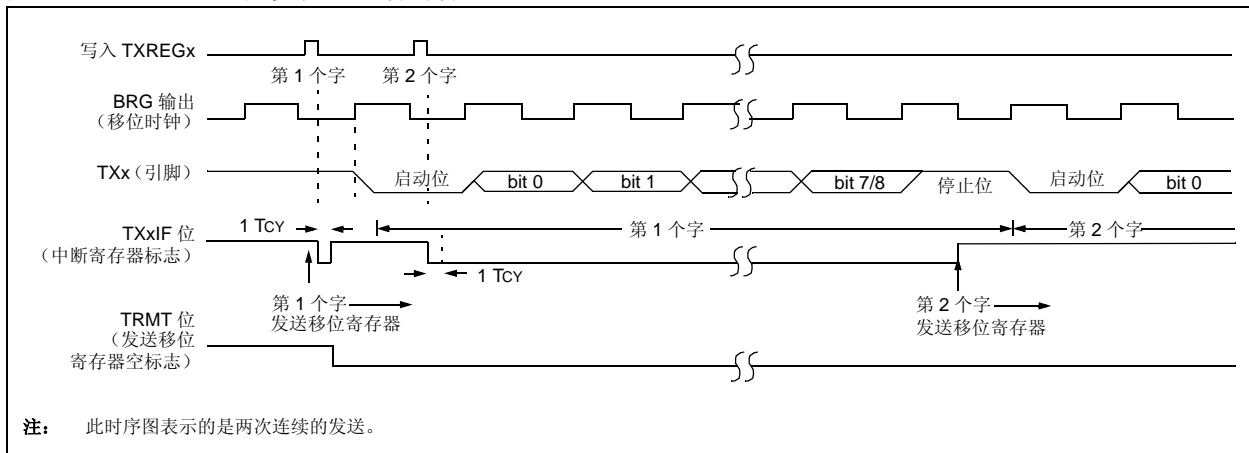 写入 TXREGx
第 1 个字
第 2 个字
BRG 输出
（移位时钟）
TXx（引脚）
启动位
bit 0
bit 1
bit 7/8
停止位
启动位
bit 0
TXxIF 位
（中断寄存器标志）
1 TCY
第 1 个字
第 2 个字
1 TCY
第 1 个字
发送移位寄存器
第 2 个字
发送移位寄存器
TRMT 位
（发送移位
寄存器空标志）
注： 此时序图表示的是两次连续的发送。